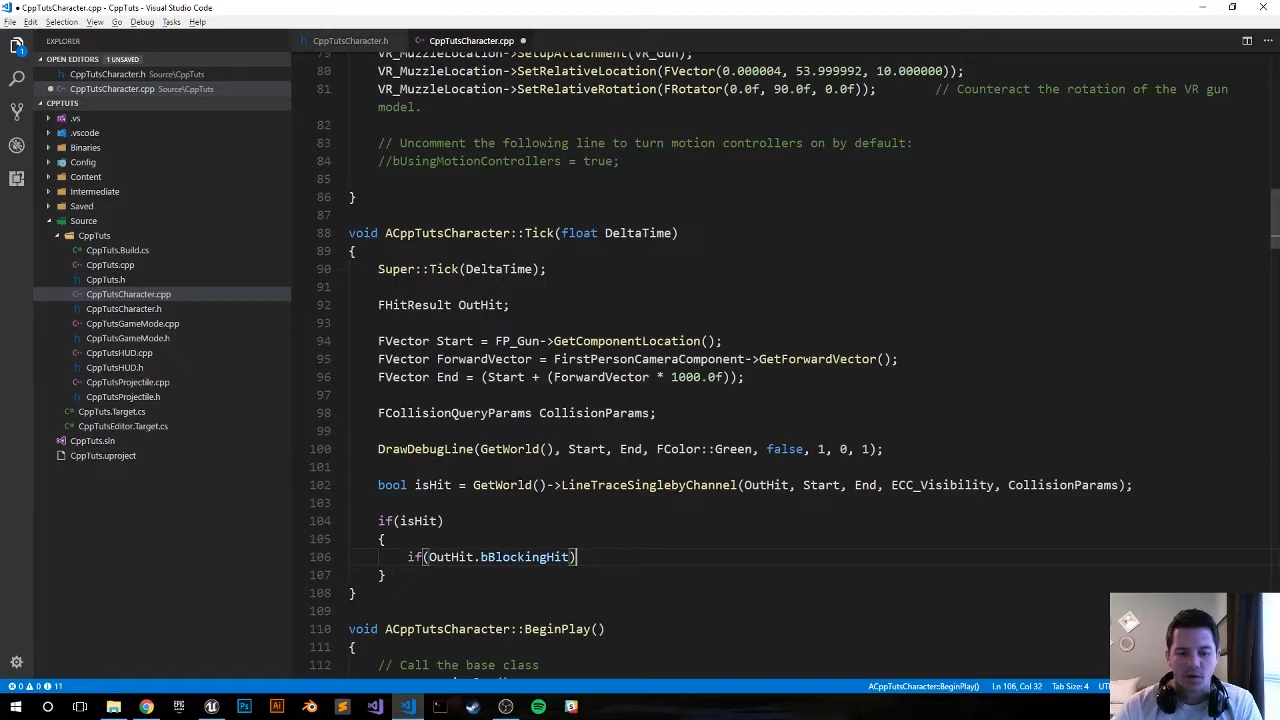 ● CppTutsCharacter.cpp - CppTuts - Visual Studio Code
File Edit Selection View Go Debug Tasks Help
EXPLORER
CppTutsCharacter.h
CppTutsCharacter.cpp ●
OPEN EDITORS 1 UNSAVED
CppTutsCharacter.h Source\CppTuts
● CppTutsCharacter.cpp Source\CppTuts
CPPTUTS
.vs
.vscode
Binaries
Config
Content
Intermediate
Saved
Source
CppTuts
CppTuts.Build.cs
CppTuts.cpp
CppTuts.h
CppTutsCharacter.cpp
CppTutsCharacter.h
CppTutsGameMode.cpp
CppTutsGameMode.h
CppTutsHUD.cpp
CppTutsHUD.h
CppTutsProjectile.cpp
CppTutsProjectile.h
CppTuts.Target.cs
CppTutsEditor.Target.cs
CppTuts.sln
CppTuts.uproject
79 VR_MuzzleLocation->SetupAttachment(VR_Gun);
80 VR_MuzzleLocation->SetRelativeLocation(FVector(0.000004, 53.999992, 10.000000));
81 VR_MuzzleLocation->SetRelativeRotation(FRotator(0.0f, 90.0f, 0.0f)); // Counteract the rotation of the VR gun
model.
82
83 // Uncomment the following line to turn motion controllers on by default:
84 //bUsingMotionControllers = true;
85
86 }
87
88 void ACppTutsCharacter::Tick(float DeltaTime)
89 {
90 Super::Tick(DeltaTime);
91
92 FHitResult OutHit;
93
94 FVector Start = FP_Gun->GetComponentLocation();
95 FVector ForwardVector = FirstPersonCameraComponent->GetForwardVector();
96 FVector End = (Start + (ForwardVector * 1000.0f));
97
98 FCollisionQueryParams CollisionParams;
99
100 DrawDebugLine(GetWorld(), Start, End, FColor::Green, false, 1, 0, 1);
101
102 bool isHit = GetWorld()->LineTraceSinglebyChannel(OutHit, Start, End, ECC_Visibility, CollisionParams);
103
104 if(isHit)
105 {
106 if(OutHit.bBlockingHit)
107 }
108 }
109
110 void ACppTutsCharacter::BeginPlay()
111 {
112 // Call the base class
0 0 11
ACppTutsCharacter::BeginPlay() Ln 106, Col 32 Tab Size: 4